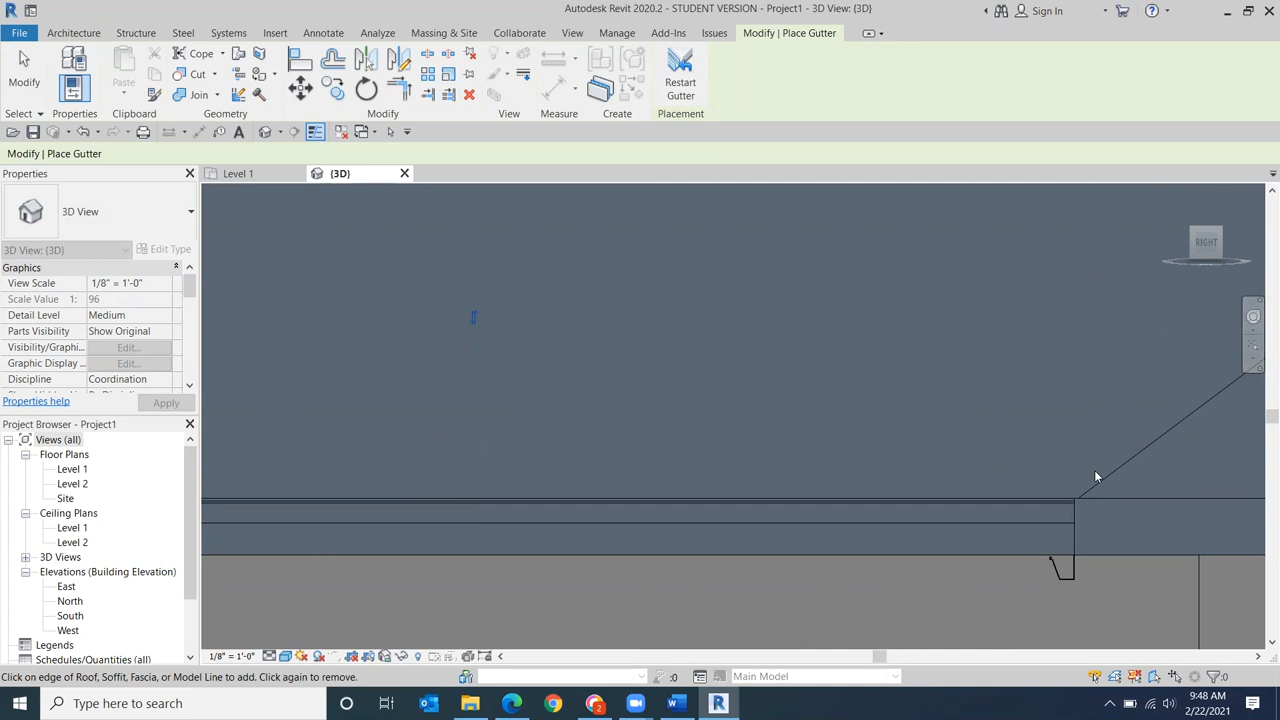 Autodesk Revit 2020.2 - STUDENT VERSION - Project1 - 3D View: {3D}
Sign In
File Architecture Structure Steel Systems Insert Annotate Analyze Massing & Site Collaborate View Manage Add-Ins Issues Modify | Place Gutter
Modify
Paste
Cope
Cut
Join
Restart
Gutter
Select Properties Clipboard Geometry Modify View Measure Create Placement
Modify | Place Gutter
Properties
Level 1
{3D}
3D View
3D View: {3D}
Edit Type
Graphics
View Scale 1/8" = 1'-0"
Scale Value 1: 96
Detail Level Medium
Parts Visibility Show Original
Visibility/Graphi... Edit...
Graphic Display ... Edit...
Discipline Coordination
Properties help
Apply
RIGHT
Project Browser - Project1
Views (all)
Floor Plans
Level 1
Level 2
Site
Ceiling Plans
Level 1
Level 2
3D Views
Elevations (Building Elevation)
East
North
South
West
Legends
Schedules/Quantities (all)
1/8" = 1'-0"
Click on edge of Roof, Soffit, Fascia, or Model Line to add. Click again to remove.
:0
Main Model
:0
Type here to search
2
9:48 AM
2/22/2021